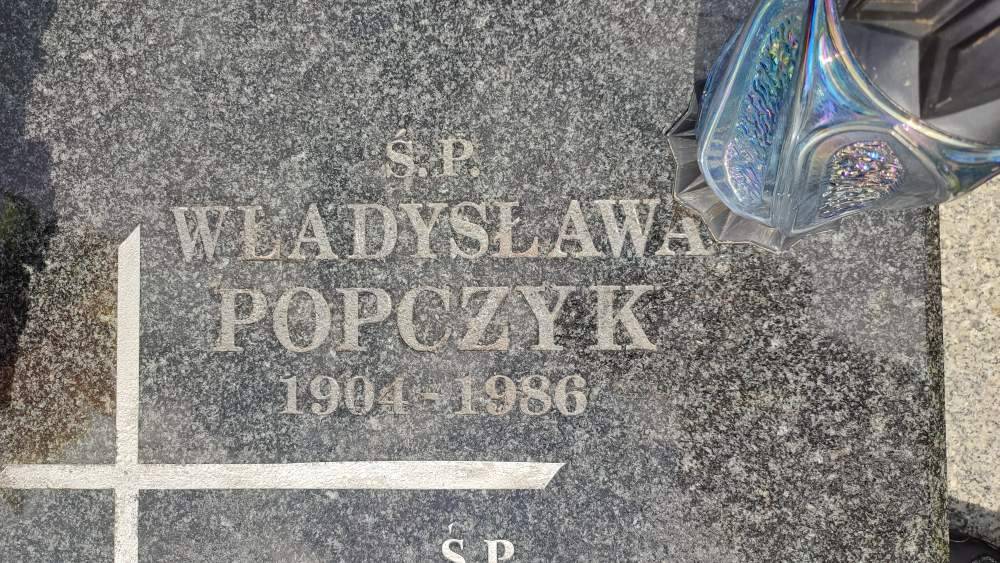 Ś.P.
WŁADYSŁAWA
POPCZYK
1904-1986
Ś.P.